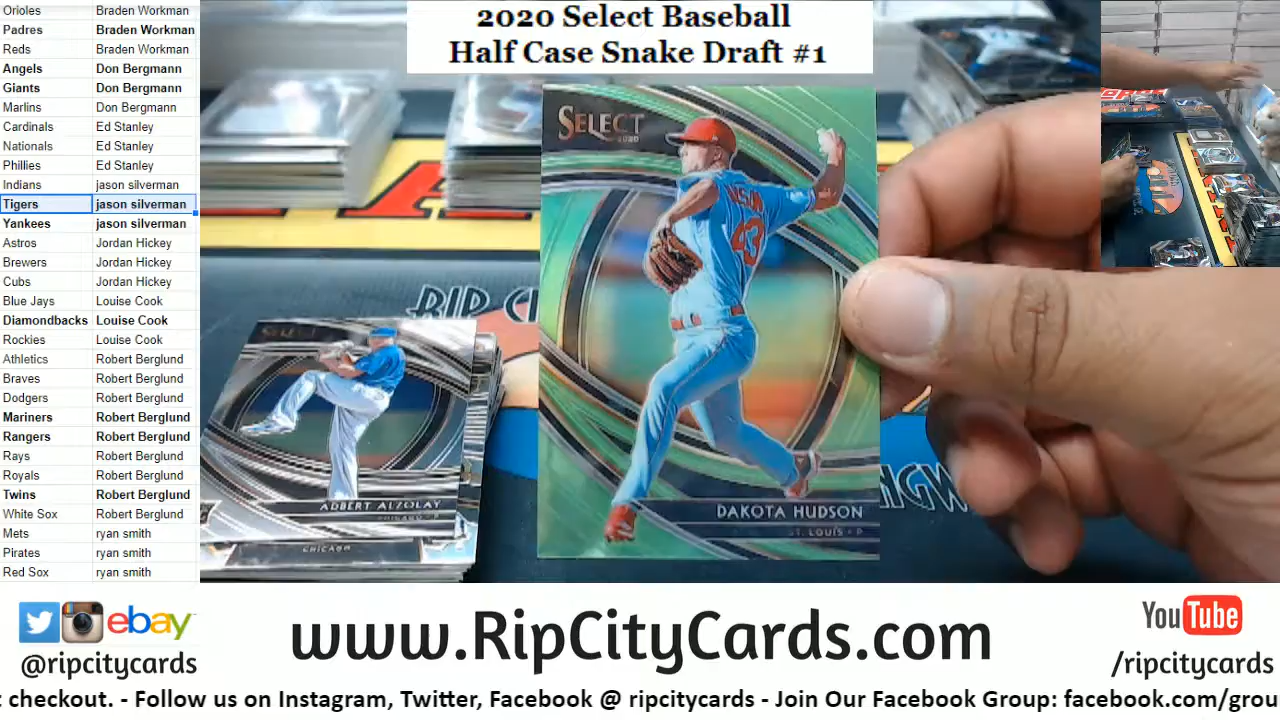 Orioles Braden Workman
Padres Braden Workman
Reds Braden Workman
Angels Don Bergmann
Giants Don Bergmann
Marlins Don Bergmann
Cardinals Ed Stanley
Nationals Ed Stanley
Phillies Ed Stanley
Indians jason silverman
Tigers jason silverman
Yankees jason silverman
Astros Jordan Hickey
Brewers Jordan Hickey
Cubs Jordan Hickey
Blue Jays Louise Cook
Diamondbacks Louise Cook
Rockies Louise Cook
Athletics Robert Berglund
Braves Robert Berglund
Dodgers Robert Berglund
Mariners Robert Berglund
Rangers Robert Berglund
Rays Robert Berglund
Royals Robert Berglund
Twins Robert Berglund
White Sox Robert Berglund
Mets ryan smith
Pirates ryan smith
Red Sox ryan smith
2020 Select Baseball
Half Case Snake Draft #1
SELECT
2020
43
DAKOTA HUDSON
ST. LOUIS • P
SELECT
ADBERT ALZOLAY
CHICAGO • P
CHICAGO
RIP
ebay
@ripcitycards
www.RipCityCards.com
YouTube
/ripcitycards
checkout. - Follow us on Instagram, Twitter, Facebook @ ripcitycards - Join Our Facebook Group: facebook.com/grou